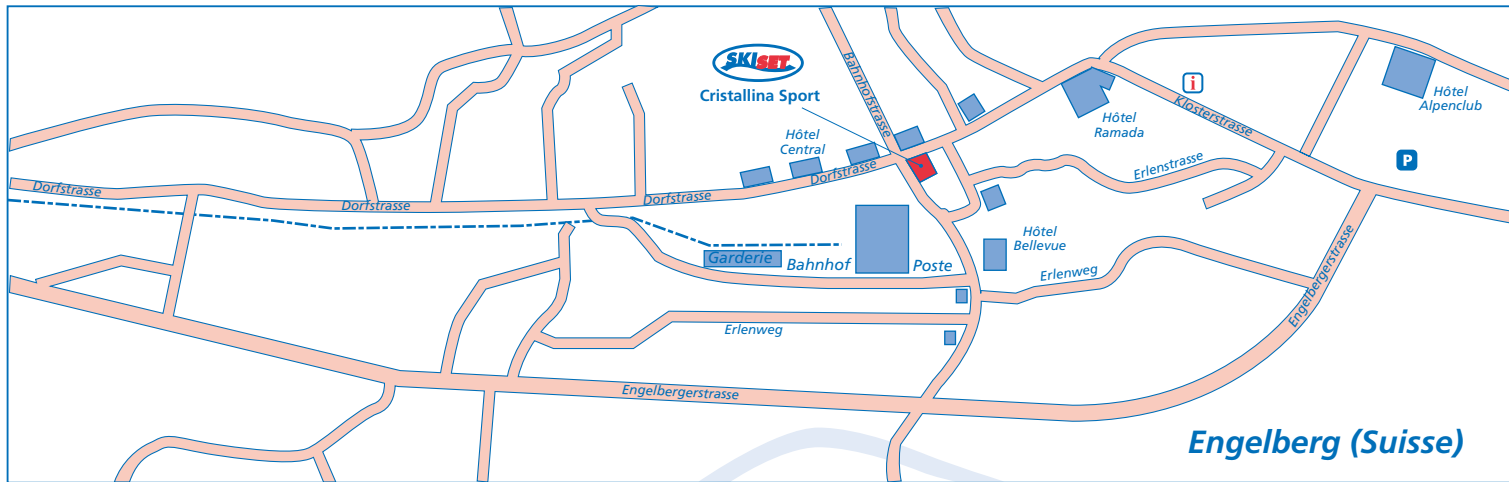 SKISET
Cristallina Sport
Bahnhofstrasse
Hôtel
Central
Hôtel
Ramada
i
Klosterstrasse
Hôtel
Alpenclub
P
Erlenstrasse
Dorfstrasse
Dorfstrasse
Dorfstrasse
Dorfstrasse
Hôtel
Bellevue
Garderie
Bahnhof
Poste
Erlenweg
Engelbergerstrasse
Erlenweg
Engelbergerstrasse
Engelberg (Suisse)